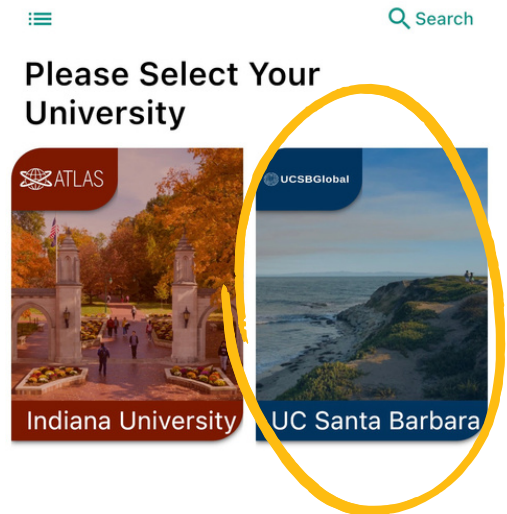 Search
Please Select Your
University
ATLAS
UCSBGlobal
Indiana University
UC Santa Barbara